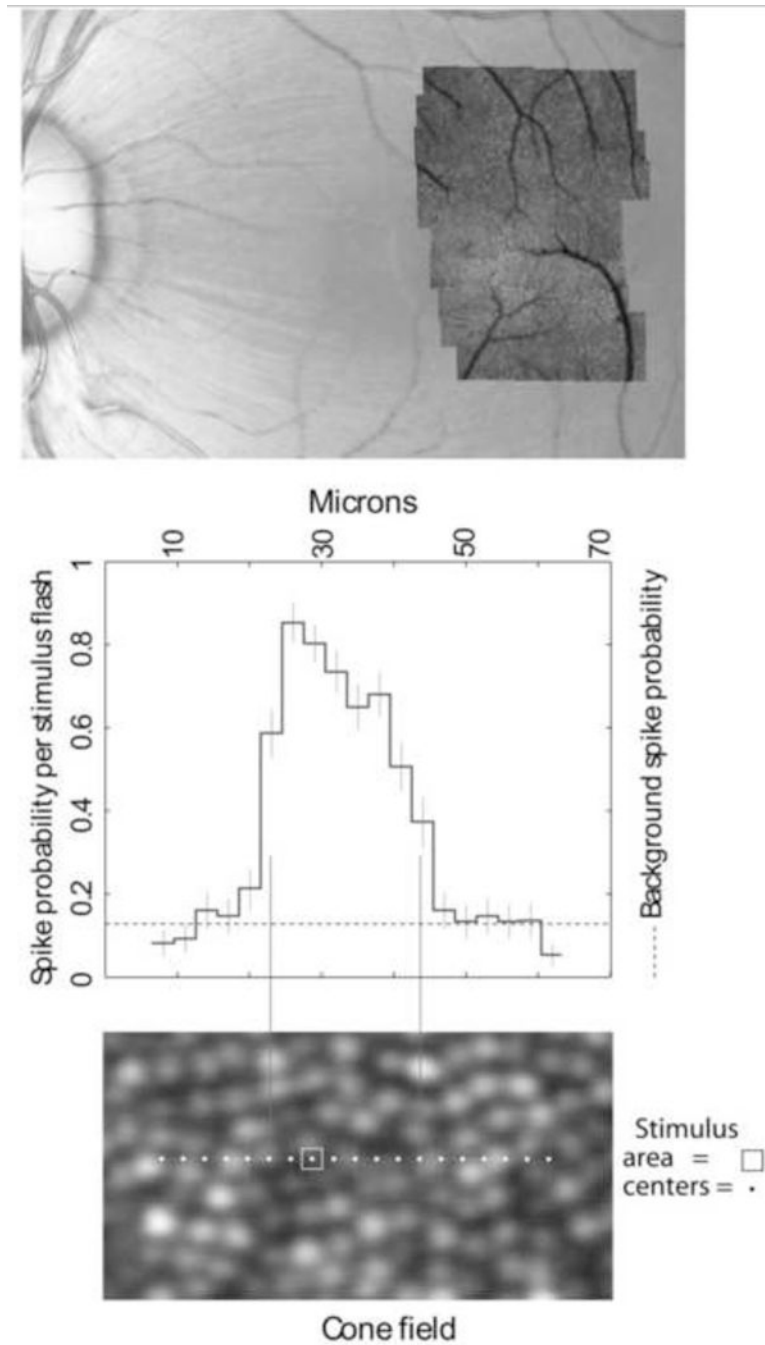 Microns
10 30 50 70
Spike probability per stimulus flash
1
0.8
0.6
0.4
0.2
0
Background spike probability
Stimulus
area =
centers =
Cone field